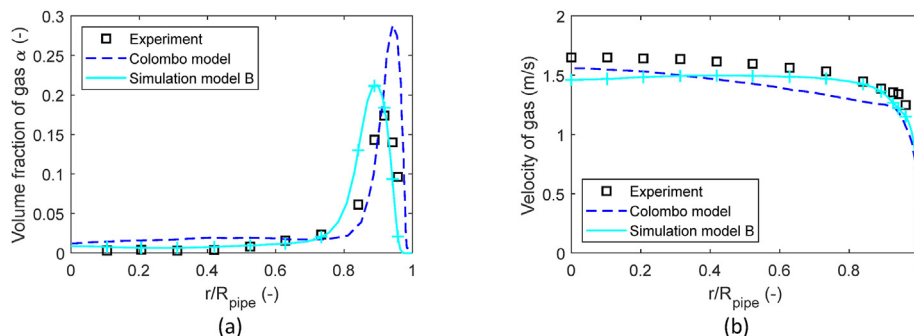 0.3
0.25
0.2
0.15
0.1
0.05
0
Volume fraction of gas α (-)
Experiment
Colombo model
Simulation model B
0 0.2 0.4 0.6 0.8 1
r/R_pipe (-)
(a)
2
1.5
1
0.5
0
Velocity of gas (m/s)
Experiment
Colombo model
Simulation model B
0 0.2 0.4 0.6 0.8
r/R_pipe (-)
(b)